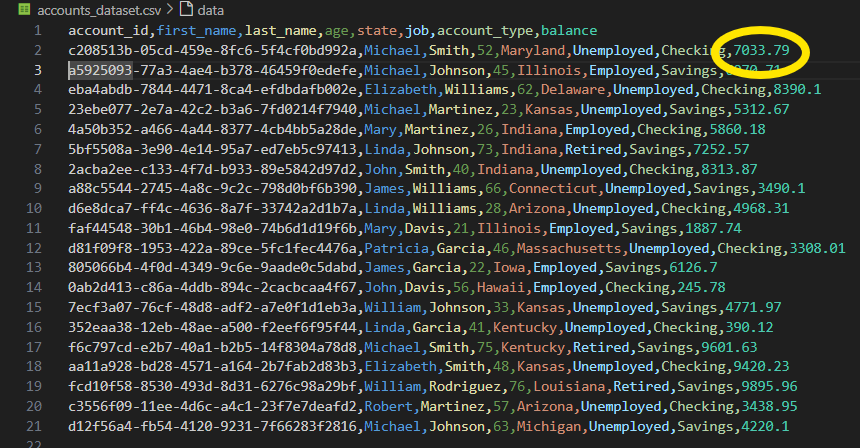 accounts_dataset.csv > data
1 account_id,first_name,last_name,age,state,job,account_type,balance
2 c208513b-05cd-459e-8fc6-5f4cf0bd992a,Michael,Smith,52,Maryland,Unemployed,Checking,7033.79
3 a5925093-77a3-4ae4-b378-46459f0edefe,Michael,Johnson,45,Illinois,Employed,Savings,
4 eba4abdb-7844-4471-8ca4-efdbdafb002e,Elizabeth,Williams,62,Delaware,Unemployed,Checking,8390.1
5 23ebe077-2e7a-42c2-b3a6-7fd0214f7940,Michael,Martinez,23,Kansas,Unemployed,Savings,5312.67
6 4a50b352-a466-4a44-8377-4cb4bb5a28de,Mary,Martinez,26,Indiana,Employed,Checking,5860.18
7 5bf5508a-3e90-4e14-95a7-ed7eb5c97413,Linda,Johnson,73,Indiana,Retired,Savings,7252.57
8 2acba2ee-c133-4f7d-b933-89e5842d97d2,John,Smith,40,Indiana,Unemployed,Checking,8313.87
9 a88c5544-2745-4a8c-9c2c-798d0bf6b390,James,Williams,66,Connecticut,Unemployed,Savings,3490.1
10 d6e8dca7-ff4c-4636-8a7f-33742a2d1b7a,Linda,Williams,28,Arizona,Unemployed,Checking,4968.31
11 faf44548-30b1-46b4-98e0-74b6d1d19f6b,Mary,Davis,21,Illinois,Employed,Savings,1887.74
12 d81f09f8-1953-422a-89ce-5fc1fec4476a,Patricia,Garcia,46,Massachusetts,Unemployed,Checking,3308.01
13 805066b4-4f0d-4349-9c6e-9aade0c5dabd,James,Garcia,22,Iowa,Employed,Savings,6126.7
14 0ab2d413-c86a-4ddb-894c-2cacbcaa4f67,John,Davis,56,Hawaii,Employed,Checking,245.78
15 7ecf3a07-76cf-48d8-adf2-a7e0f1d1eb3a,William,Johnson,33,Kansas,Unemployed,Savings,4771.97
16 352eaa38-12eb-48ae-a500-f2eef6f95f44,Linda,Garcia,41,Kentucky,Unemployed,Checking,390.12
17 f6c797cd-e2b7-40a1-b2b5-14f8304a78d8,Michael,Smith,75,Kentucky,Retired,Savings,9601.63
18 aa11a928-bd28-4571-a164-2b7fab2d83b3,Elizabeth,Smith,48,Kansas,Unemployed,Checking,9420.23
19 fcd10f58-8530-493d-8d31-6276c98a29bf,William,Rodriguez,76,Louisiana,Retired,Savings,9895.96
20 c3556f09-11ee-4d6c-a4c1-23f7e7deafd2,Robert,Martinez,57,Arizona,Unemployed,Checking,3438.95
21 d12f56a4-fb54-4120-9231-7f66283f2816,Michael,Johnson,63,Michigan,Unemployed,Savings,4220.1
22